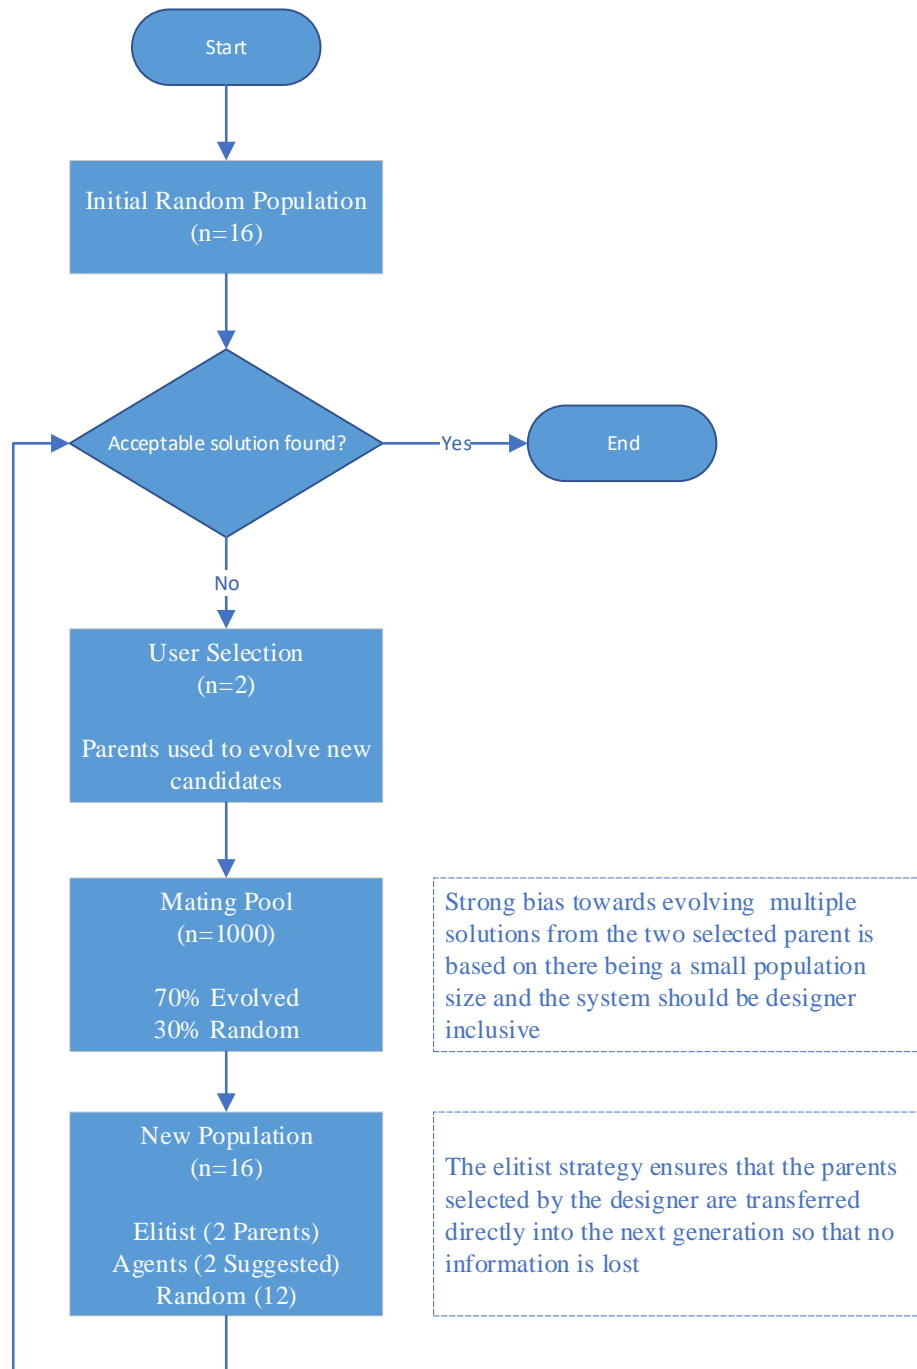 Start
Initial Random Population
(n=16)
Acceptable solution found?
Yes
End
No
User Selection
(n=2)
Parents used to evolve new
candidates
Mating Pool
(n=1000)
70% Evolved
30% Random
Strong bias towards evolving  multiple
solutions from the two selected parent is
based on there being a small population
size and the system should be designer
inclusive
New Population
(n=16)
Elitist (2 Parents)
Agents (2 Suggested)
Random (12)
The elitist strategy ensures that the parents
selected by the designer are transferred
directly into the next generation so that no
information is lost